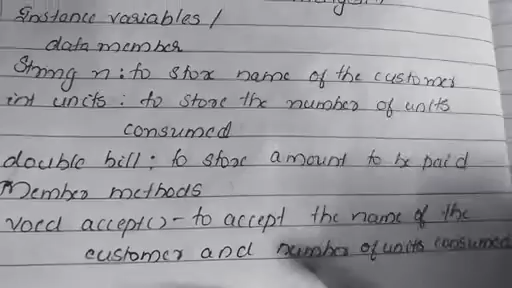 Instance variables /
data member
String n : to store name of the customer
int units : to store the number of units
consumed
double bill : to store amount to be paid
Member methods
void accept() - to accept the name of the
customer and number of units consumed